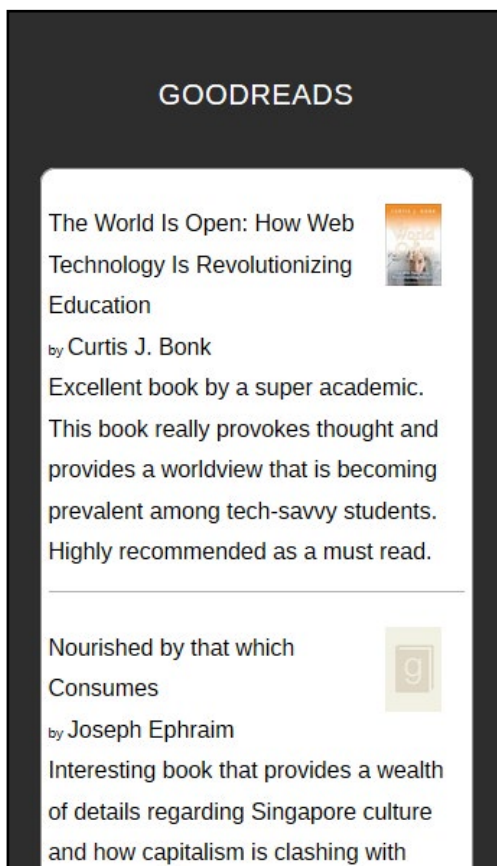 GOODREADS
The World Is Open: How Web
Technology Is Revolutionizing
Education
by Curtis J. Bonk
Excellent book by a super academic.
This book really provokes thought and
provides a worldview that is becoming
prevalent among tech-savvy students.
Highly recommended as a must read.
Nourished by that which
Consumes
by Joseph Ephraim
Interesting book that provides a wealth
of details regarding Singapore culture
and how capitalism is clashing with